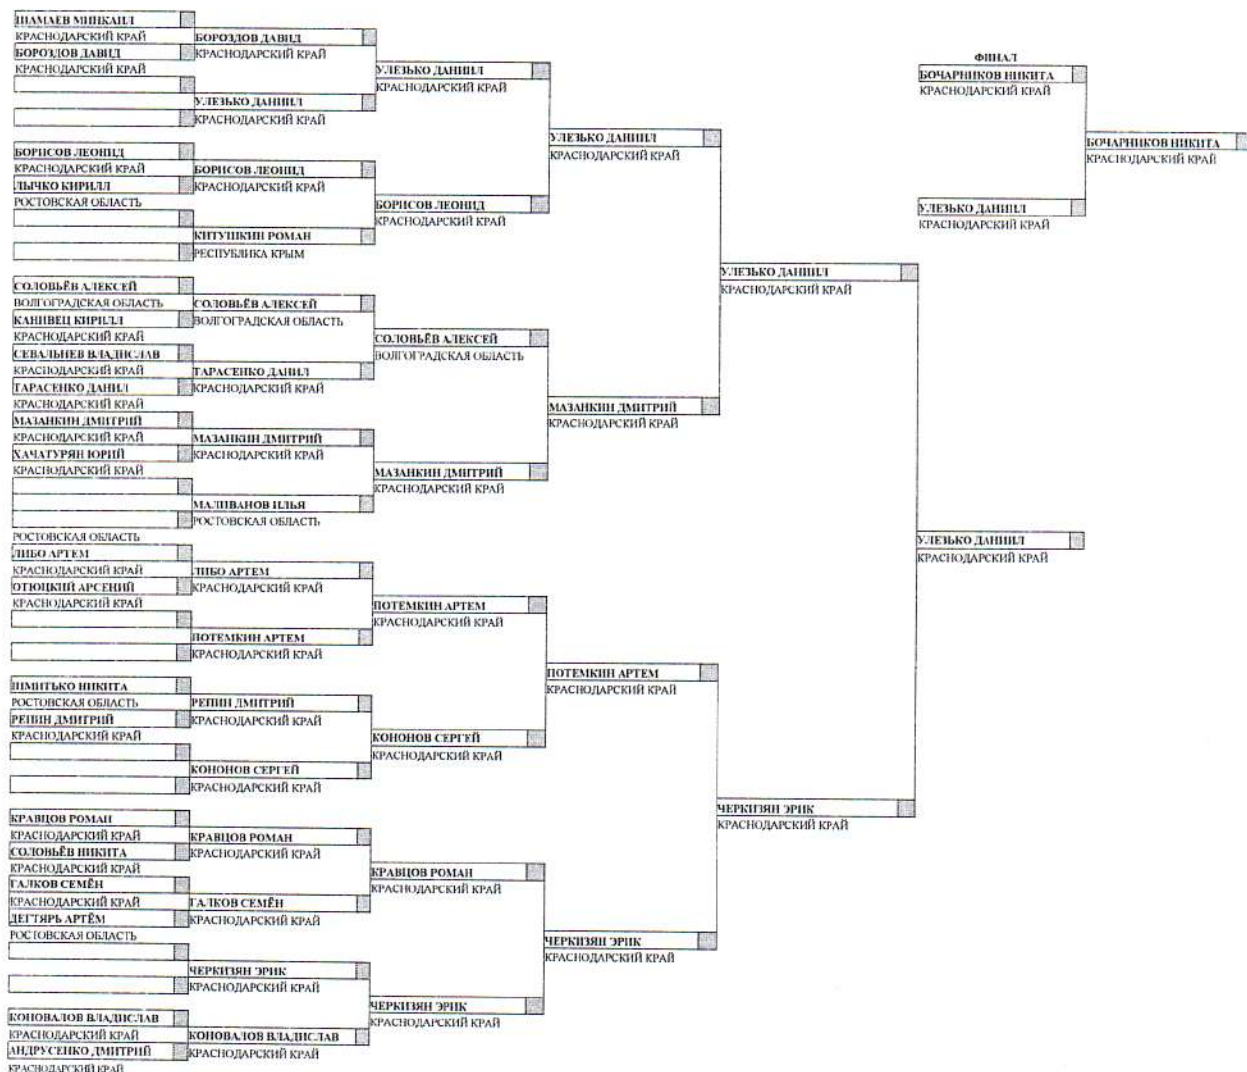 ШАМАЕВ МИНКАИЛ
КРАСНОДАРСКИЙ КРАЙ
БОРОЗДОВ ДАВИД
КРАСНОДАРСКИЙ КРАЙ
БОРИСОВ ЛЕОНИД
КРАСНОДАРСКИЙ КРАЙ
ЛЫЧКО КИРИЛЛ
РОСТОВСКАЯ ОБЛАСТЬ
СОЛОВЬЁВ АЛЕКСЕЙ
ВОЛГОГРАДСКАЯ ОБЛАСТЬ
КАНИВЕЦ КИРИЛЛ
КРАСНОДАРСКИЙ КРАЙ
СЕВАЛЬНЕВ ВЛАДИСЛАВ
КРАСНОДАРСКИЙ КРАЙ
ТАРАСЕНКО ДАНИЛ
КРАСНОДАРСКИЙ КРАЙ
МАЗАНКИН ДМИТРИЙ
КРАСНОДАРСКИЙ КРАЙ
ХАЧАТУРЯН ЮРИЙ
КРАСНОДАРСКИЙ КРАЙ
РОСТОВСКАЯ ОБЛАСТЬ
ЛИБО АРТЕМ
КРАСНОДАРСКИЙ КРАЙ
ОТЮЦКИЙ АРСЕНИЙ
КРАСНОДАРСКИЙ КРАЙ
ШМИТЬКО НИКИТА
РОСТОВСКАЯ ОБЛАСТЬ
РЕПИН ДМИТРИЙ
КРАСНОДАРСКИЙ КРАЙ
КРАВЦОВ РОМАН
КРАСНОДАРСКИЙ КРАЙ
СОЛОВЬЁВ НИКИТА
КРАСНОДАРСКИЙ КРАЙ
ГАЛКОВ СЕМЁН
КРАСНОДАРСКИЙ КРАЙ
ДЕГТЯРЬ АРТЁМ
РОСТОВСКАЯ ОБЛАСТЬ
КОНОВАЛОВ ВЛАДИСЛАВ
КРАСНОДАРСКИЙ КРАЙ
АНДРУСЕНКО ДМИТРИЙ
КРАСНОДАРСКИЙ КРАЙ
БОРОЗДОВ ДАВИД
КРАСНОДАРСКИЙ КРАЙ
УЛЕЗЬКО ДАНИИЛ
КРАСНОДАРСКИЙ КРАЙ
БОРИСОВ ЛЕОНИД
КРАСНОДАРСКИЙ КРАЙ
КИТУШКИН РОМАН
РЕСПУБЛИКА КРЫМ
СОЛОВЬЁВ АЛЕКСЕЙ
ВОЛГОГРАДСКАЯ ОБЛАСТЬ
ТАРАСЕНКО ДАНИЛ
КРАСНОДАРСКИЙ КРАЙ
МАЗАНКИН ДМИТРИЙ
КРАСНОДАРСКИЙ КРАЙ
МАЛИВАНОВ ИЛЬЯ
РОСТОВСКАЯ ОБЛАСТЬ
ЛИБО АРТЕМ
КРАСНОДАРСКИЙ КРАЙ
ПОТЕМКИН АРТЕМ
КРАСНОДАРСКИЙ КРАЙ
РЕПИН ДМИТРИЙ
КРАСНОДАРСКИЙ КРАЙ
КОНОНОВ СЕРГЕЙ
КРАСНОДАРСКИЙ КРАЙ
КРАВЦОВ РОМАН
КРАСНОДАРСКИЙ КРАЙ
ГАЛКОВ СЕМЁН
КРАСНОДАРСКИЙ КРАЙ
ЧЕРКИЗЯН ЭРИК
КРАСНОДАРСКИЙ КРАЙ
КОНОВАЛОВ ВЛАДИСЛАВ
КРАСНОДАРСКИЙ КРАЙ
УЛЕЗЬКО ДАНИИЛ
КРАСНОДАРСКИЙ КРАЙ
БОРИСОВ ЛЕОНИД
КРАСНОДАРСКИЙ КРАЙ
СОЛОВЬЁВ АЛЕКСЕЙ
ВОЛГОГРАДСКАЯ ОБЛАСТЬ
МАЗАНКИН ДМИТРИЙ
КРАСНОДАРСКИЙ КРАЙ
ПОТЕМКИН АРТЕМ
КРАСНОДАРСКИЙ КРАЙ
КОНОНОВ СЕРГЕЙ
КРАСНОДАРСКИЙ КРАЙ
КРАВЦОВ РОМАН
КРАСНОДАРСКИЙ КРАЙ
ЧЕРКИЗЯН ЭРИК
КРАСНОДАРСКИЙ КРАЙ
УЛЕЗЬКО ДАНИИЛ
КРАСНОДАРСКИЙ КРАЙ
МАЗАНКИН ДМИТРИЙ
КРАСНОДАРСКИЙ КРАЙ
ПОТЕМКИН АРТЕМ
КРАСНОДАРСКИЙ КРАЙ
ЧЕРКИЗЯН ЭРИК
КРАСНОДАРСКИЙ КРАЙ
УЛЕЗЬКО ДАНИИЛ
КРАСНОДАРСКИЙ КРАЙ
ЧЕРКИЗЯН ЭРИК
КРАСНОДАРСКИЙ КРАЙ
УЛЕЗЬКО ДАНИИЛ
КРАСНОДАРСКИЙ КРАЙ
ФИНАЛ
БОЧАРНИКОВ НИКИТА
КРАСНОДАРСКИЙ КРАЙ
УЛЕЗЬКО ДАНИИЛ
КРАСНОДАРСКИЙ КРАЙ
БОЧАРНИКОВ НИКИТА
КРАСНОДАРСКИЙ КРАЙ